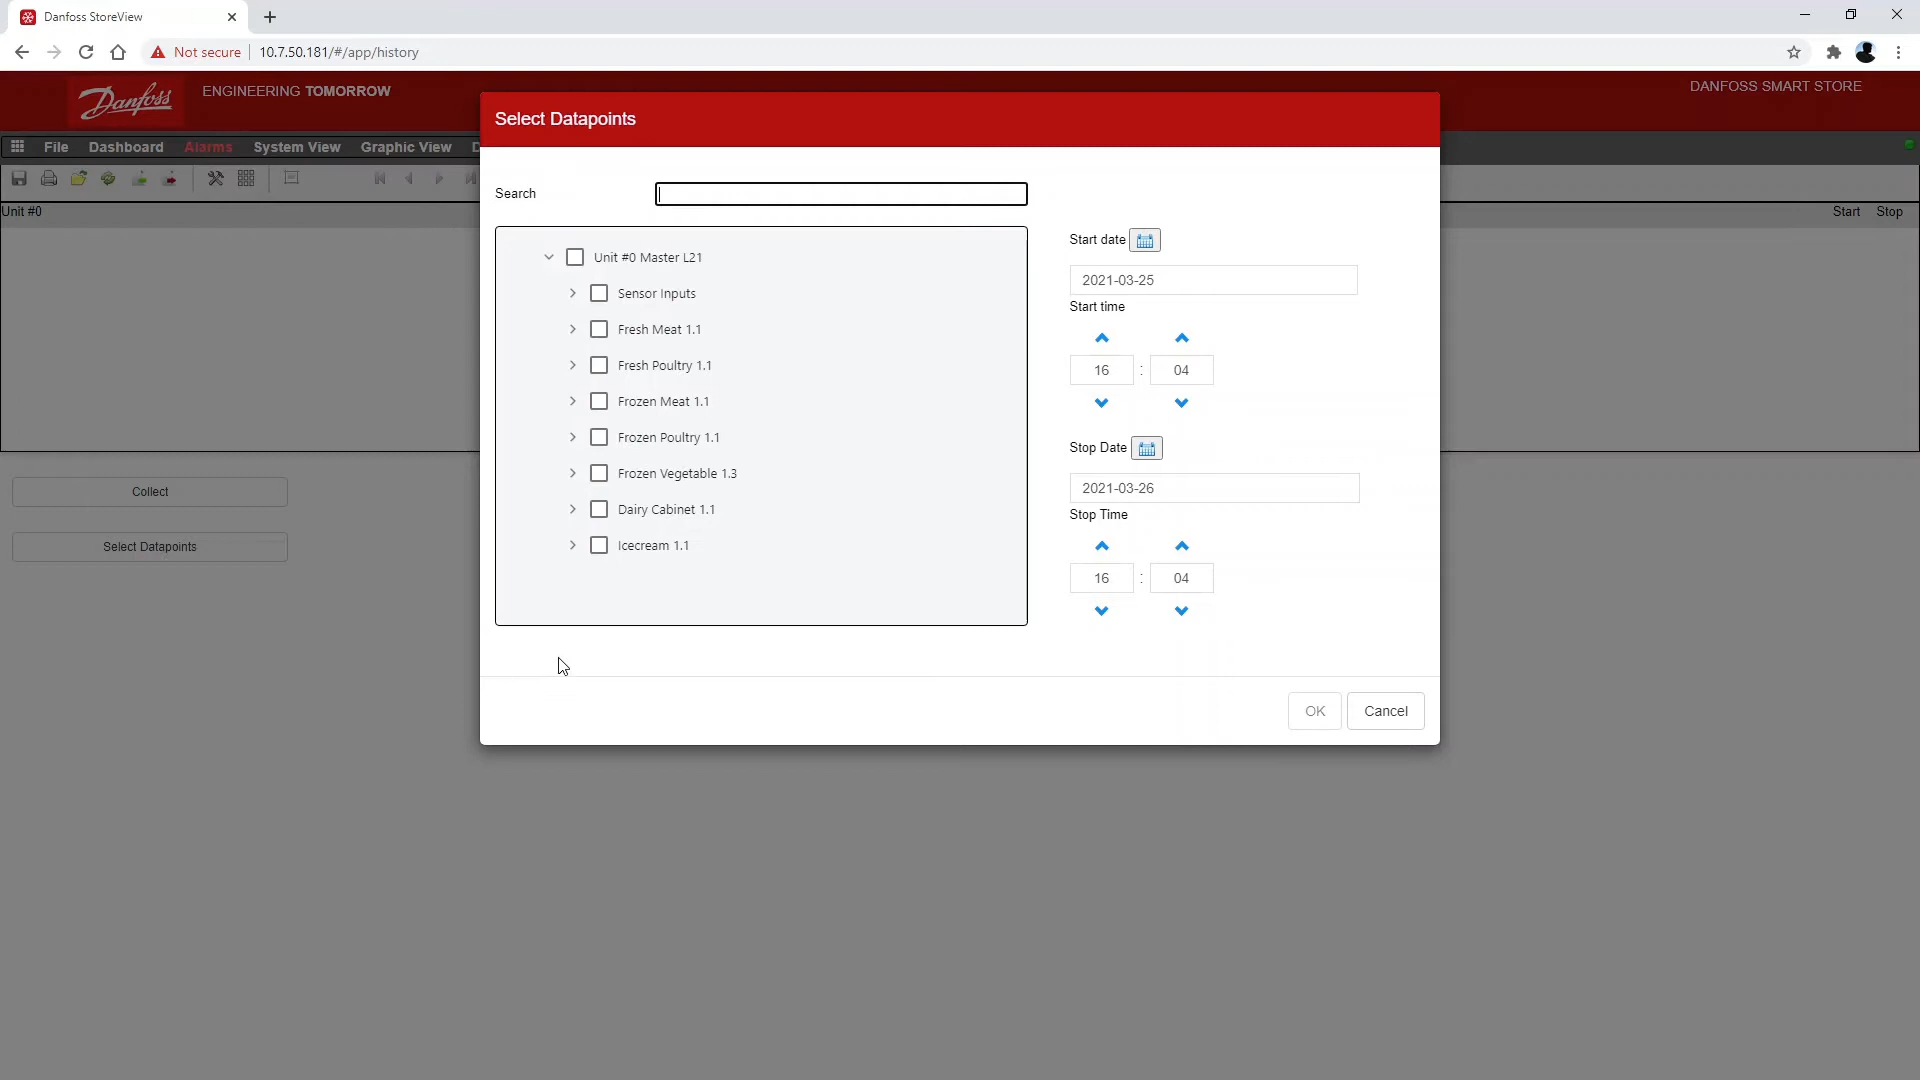 Danfoss StoreView
Not secure 10.7.50.181/#/app/history
Danfoss ENGINEERING TOMORROW
DANFOSS SMART STORE
File Dashboard Alarms System View Graphic View D
Unit #0
Start Stop
Collect
Select Datapoints
Select Datapoints
Search
Unit #0 Master L21
Sensor Inputs
Fresh Meat 1.1
Fresh Poultry 1.1
Frozen Meat 1.1
Frozen Poultry 1.1
Frozen Vegetable 1.3
Dairy Cabinet 1.1
Icecream 1.1
Start date
2021-03-25
Start time
16 : 04
Stop Date
2021-03-26
Stop Time
16 : 04
OK Cancel